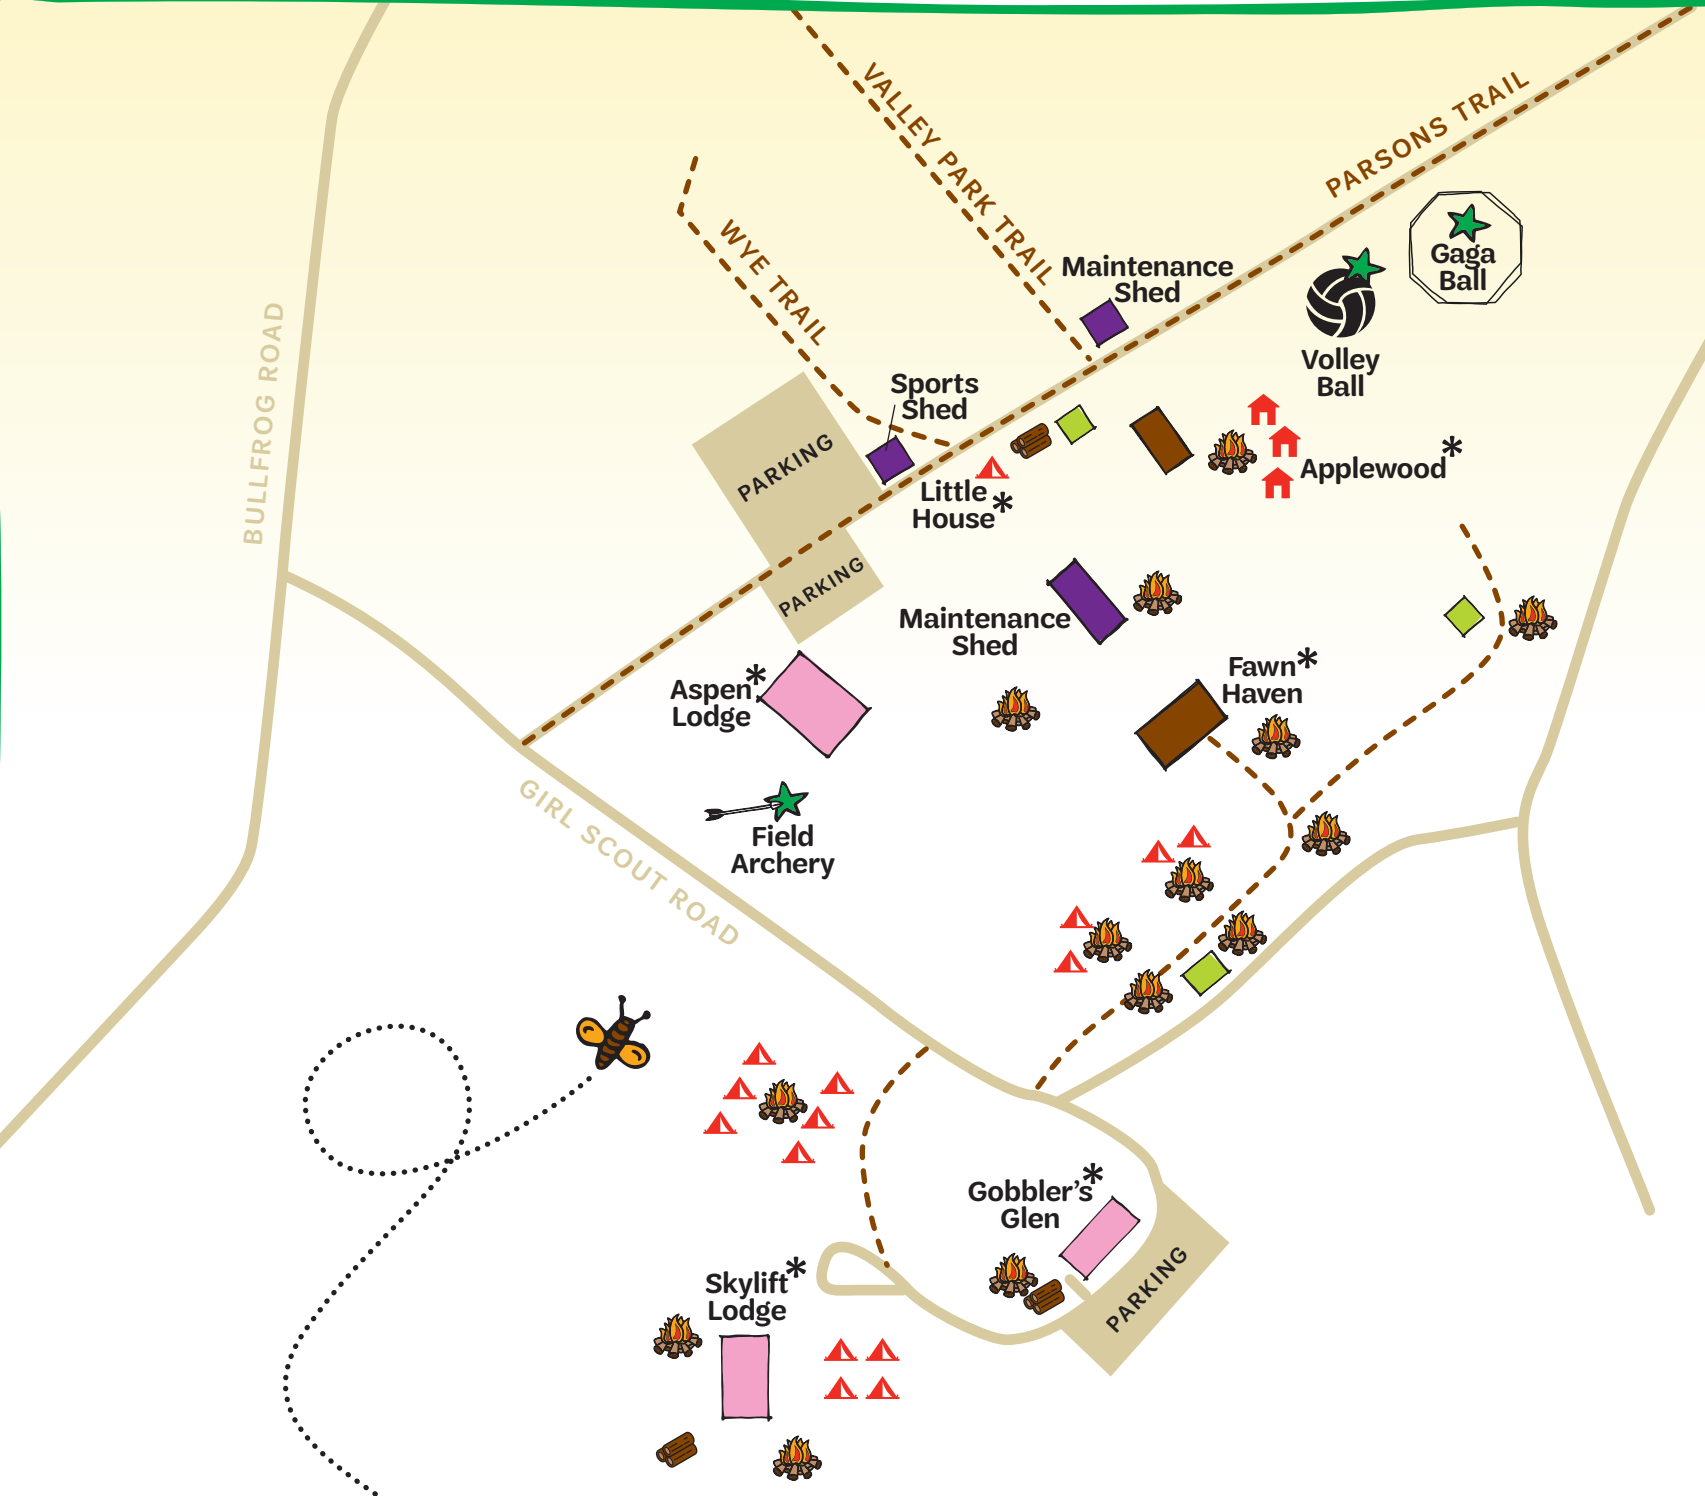 VALLEY PARK TRAIL
PARSONS TRAIL
WYE TRAIL
Gaga
Ball
Maintenance
Shed
BULLFROG ROAD
Volley
Ball
Sports
Shed
PARKING
Applewood*
Little
House*
PARKING
Maintenance
Shed
Fawn*
Haven
Aspen*
Lodge
GIRL SCOUT ROAD
Field
Archery
Gobbler’s*
Glen
PARKING
Skylift*
Lodge